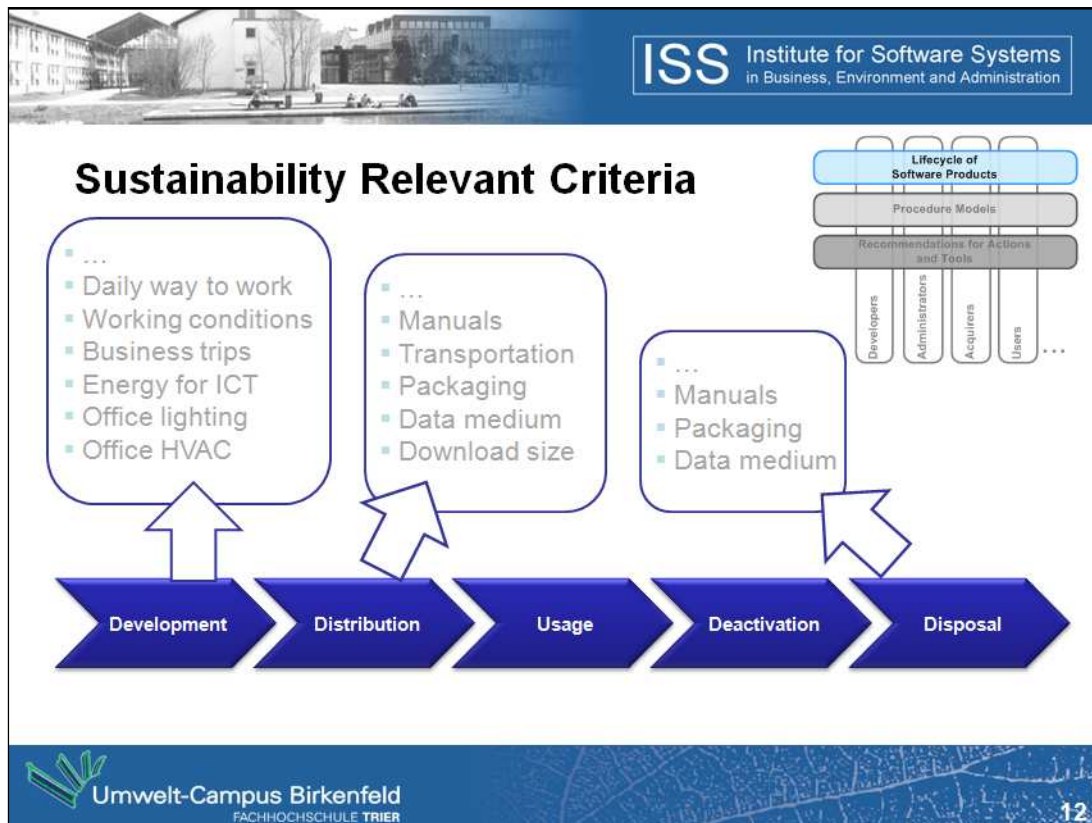 ISS Institute for Software Systems
in Business, Environment and Administration
Sustainability Relevant Criteria
Lifecycle of
Software Products
Procedure Models
Recommendations for Actions
and Tools
Developers
Administrators
Acquirers
Users
...
...
Daily way to work
Working conditions
Business trips
Energy for ICT
Office lighting
Office HVAC
...
Manuals
Transportation
Packaging
Data medium
Download size
...
Manuals
Packaging
Data medium
Development
Distribution
Usage
Deactivation
Disposal
Umwelt-Campus Birkenfeld
FACHHOCHSCHULE TRIER
12